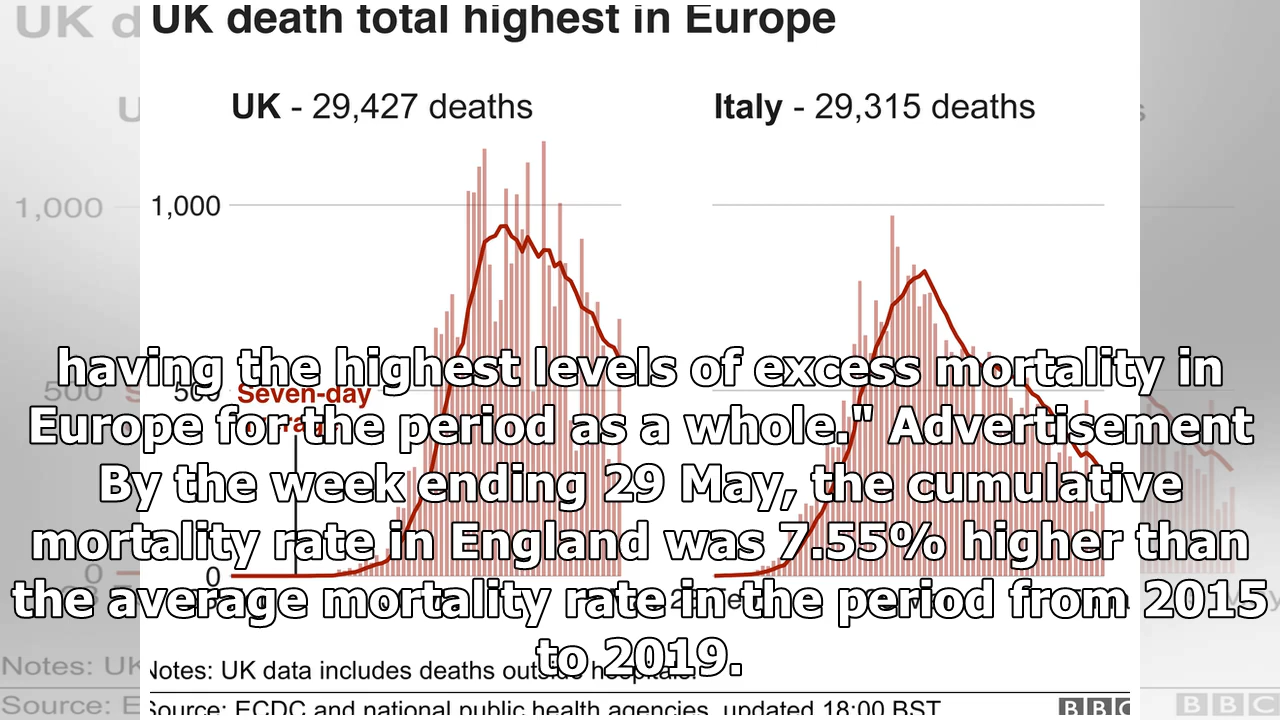 UK death total highest in Europe
UK - 29,427 deaths
Italy - 29,315 deaths
1,000
500
Seven-day
0
having the highest levels of excess mortality in
Europe for the period as a whole." Advertisement
By the week ending 29 May, the cumulative
mortality rate in England was 7.55% higher than
the average mortality rate in the period from 2015
to 2019.
Notes: UK data includes deaths outside hospitals.
Source: ECDC and national public health agencies, updated 18:00 BST
BBC